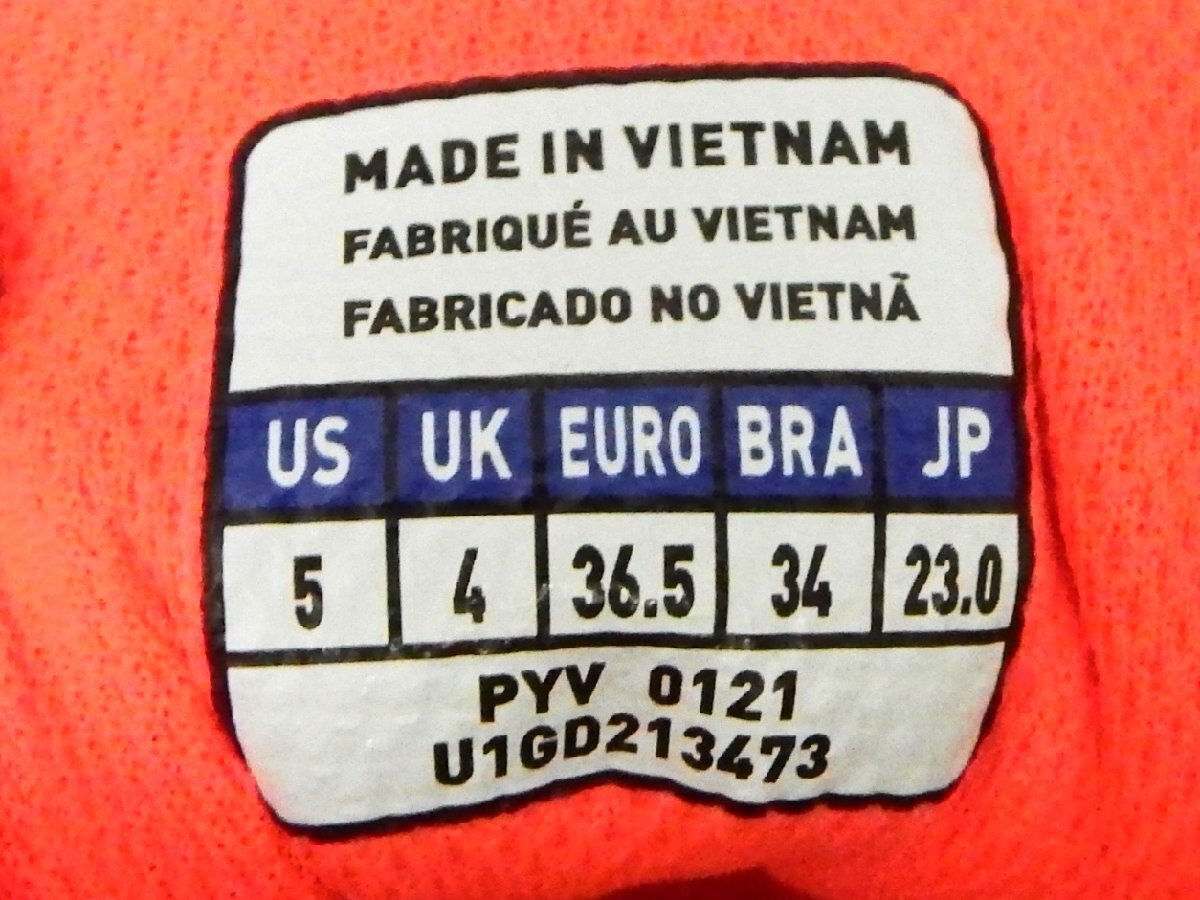 MADE IN VIETNAM
FABRIQUÉ AU VIETNAM
FABRICADO NO VIETNÃ
US UK EURO BRA JP
5 4 36.5 34 23.0
PYV 0121
U1GD213473